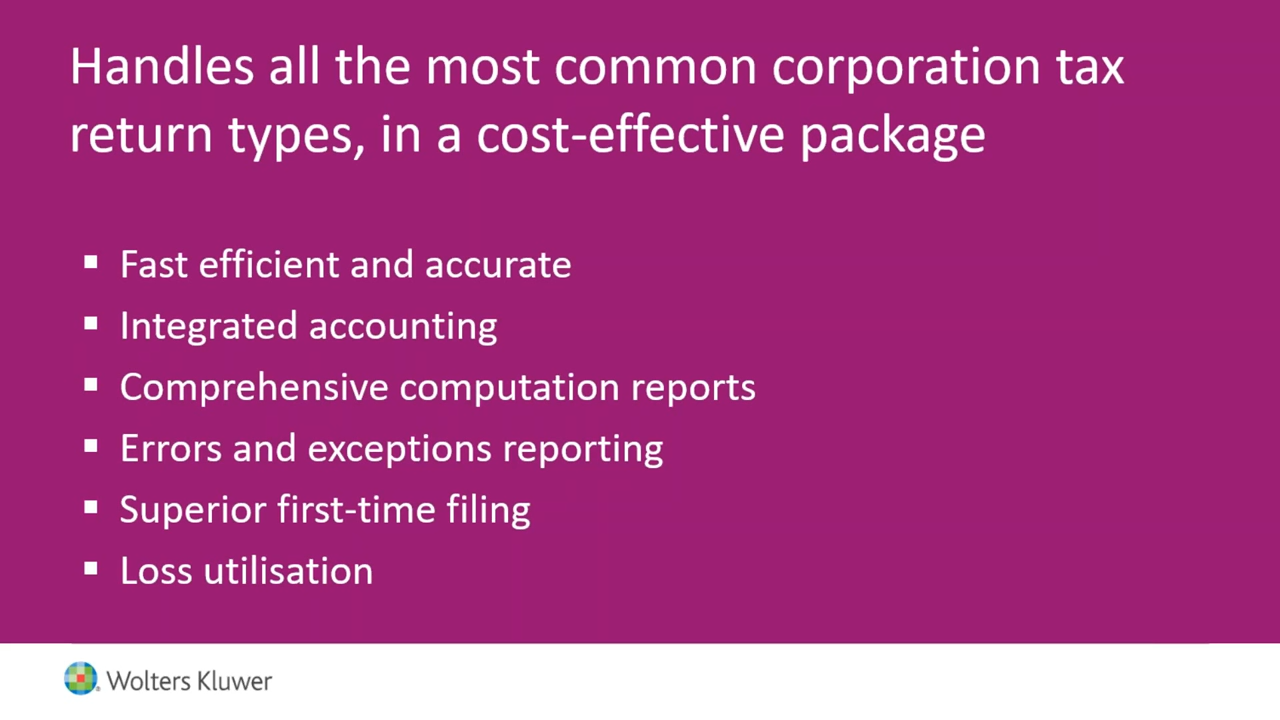 Handles all the most common corporation tax
return types, in a cost-effective package
▪ Fast efficient and accurate
▪ Integrated accounting
▪ Comprehensive computation reports
▪ Errors and exceptions reporting
▪ Superior first-time filing
▪ Loss utilisation
Wolters Kluwer